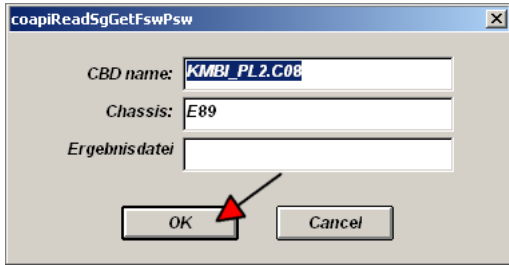 coapiReadSgGetFswPsw
CBD name: KMBI_PL2.C08
Chassis: E89
Ergebnisdatei
OK Cancel